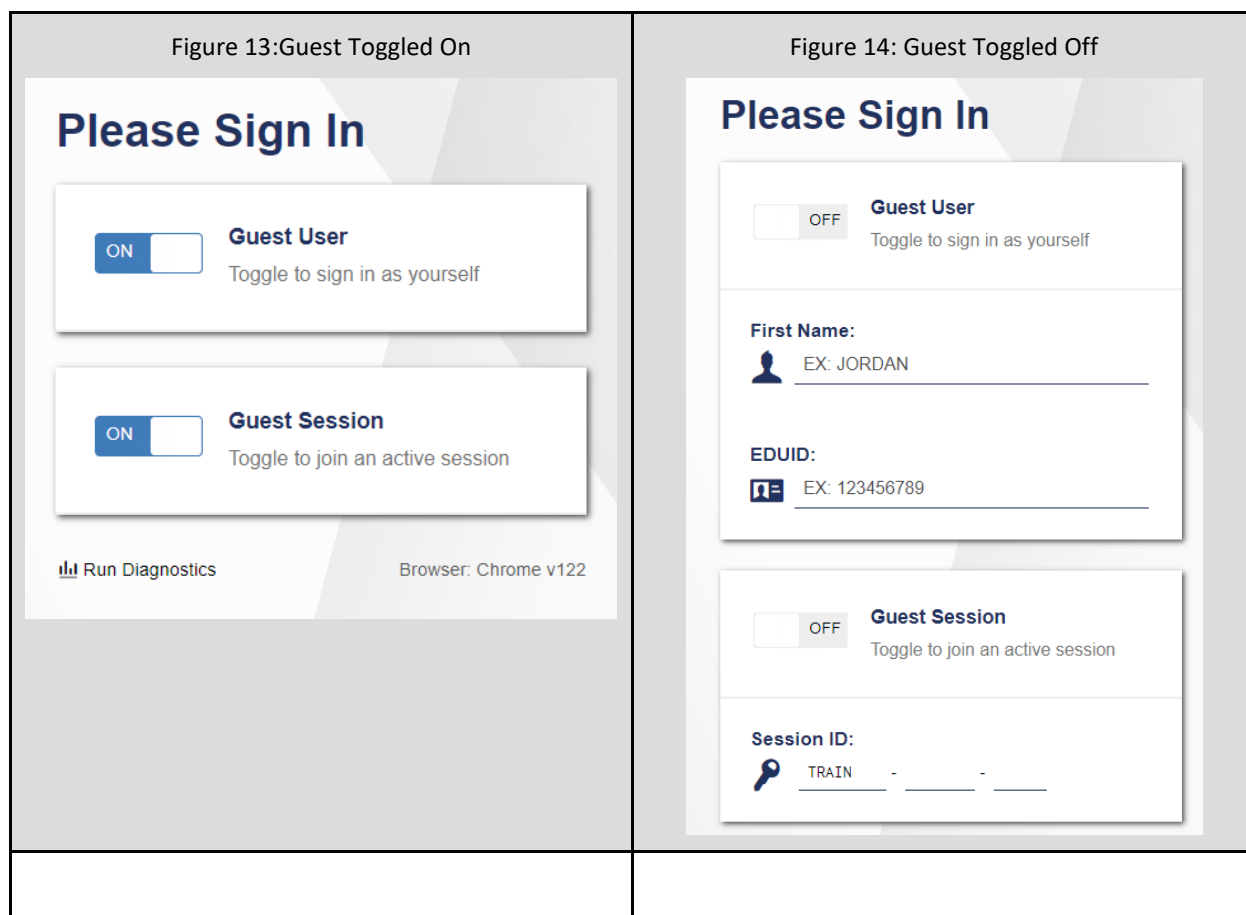 Figure 13:Guest Toggled On
Please Sign In
ON
Guest User
Toggle to sign in as yourself
ON
Guest Session
Toggle to join an active session
Run Diagnostics
Browser: Chrome v122
Figure 14: Guest Toggled Off
Please Sign In
OFF
Guest User
Toggle to sign in as yourself
First Name:
EX: JORDAN
EDUID:
EX: 123456789
OFF
Guest Session
Toggle to join an active session
Session ID:
TRAIN - -